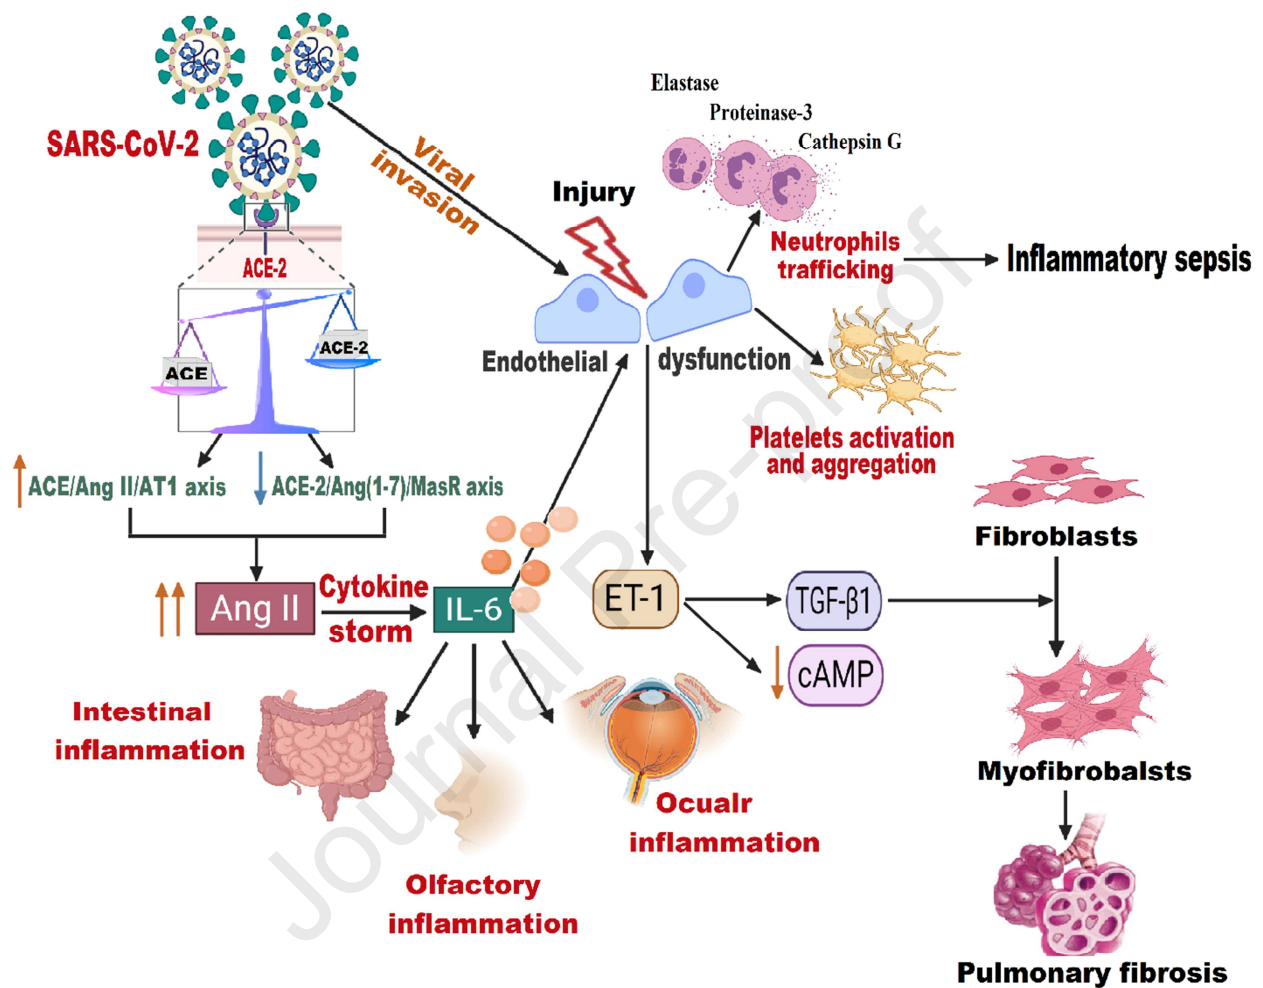 Elastase
Proteinase-3
Cathepsin G
SARS-CoV-2
Viral
invasion
Injury
Neutrophils
trafficking
Inflammatory sepsis
ACE-2
ACE
ACE-2
Endothelial dysfunction
Platelets activation
and aggregation
ACE/Ang II/AT1 axis
ACE-2/Ang(1-7)/MasR axis
Fibroblasts
Ang II
Cytokine
storm
IL-6
ET-1
TGF-β1
cAMP
Intestinal
inflammation
Olfactory
inflammation
Ocualr
inflammation
Myofibrobalsts
Pulmonary fibrosis
Journal Pre-proof